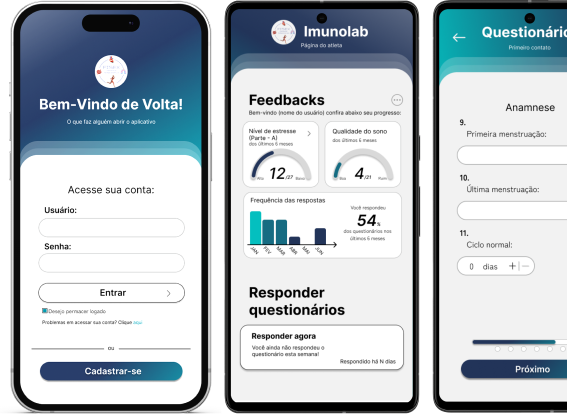 Bem-Vindo de Volta!
O que faz alguém abrir o aplicativo
Acesse sua conta:
Usuário:
Senha:
Entrar
Desejo permacer logado
Problemas em acessar sua conta? Clique aqui
ou
Cadastrar-se
Imunolab
Página do atleta
Feedbacks
Bem-vindo (nome do usuário) confira abaixo seu progresso:
Nível de estresse
(Parte - A)
dos últimos 6 meses
12/27
Baixo
Qualidade do sono
dos últimos 6 meses
4/21
Frequência das respostas
JAN FEV MAR ABR MAI JUN
Você respondeu
54%
dos questionários nos
últimos 6 meses
Responder
questionários
Responder agora
Você ainda não respondeu o
questionário esta semana!
Respondido há N dias
Questionário
Primeiro contato
Anamnese
9.
Primeira menstruação:
10.
Última menstruação:
11.
Ciclo normal:
0 dias + —
Próximo